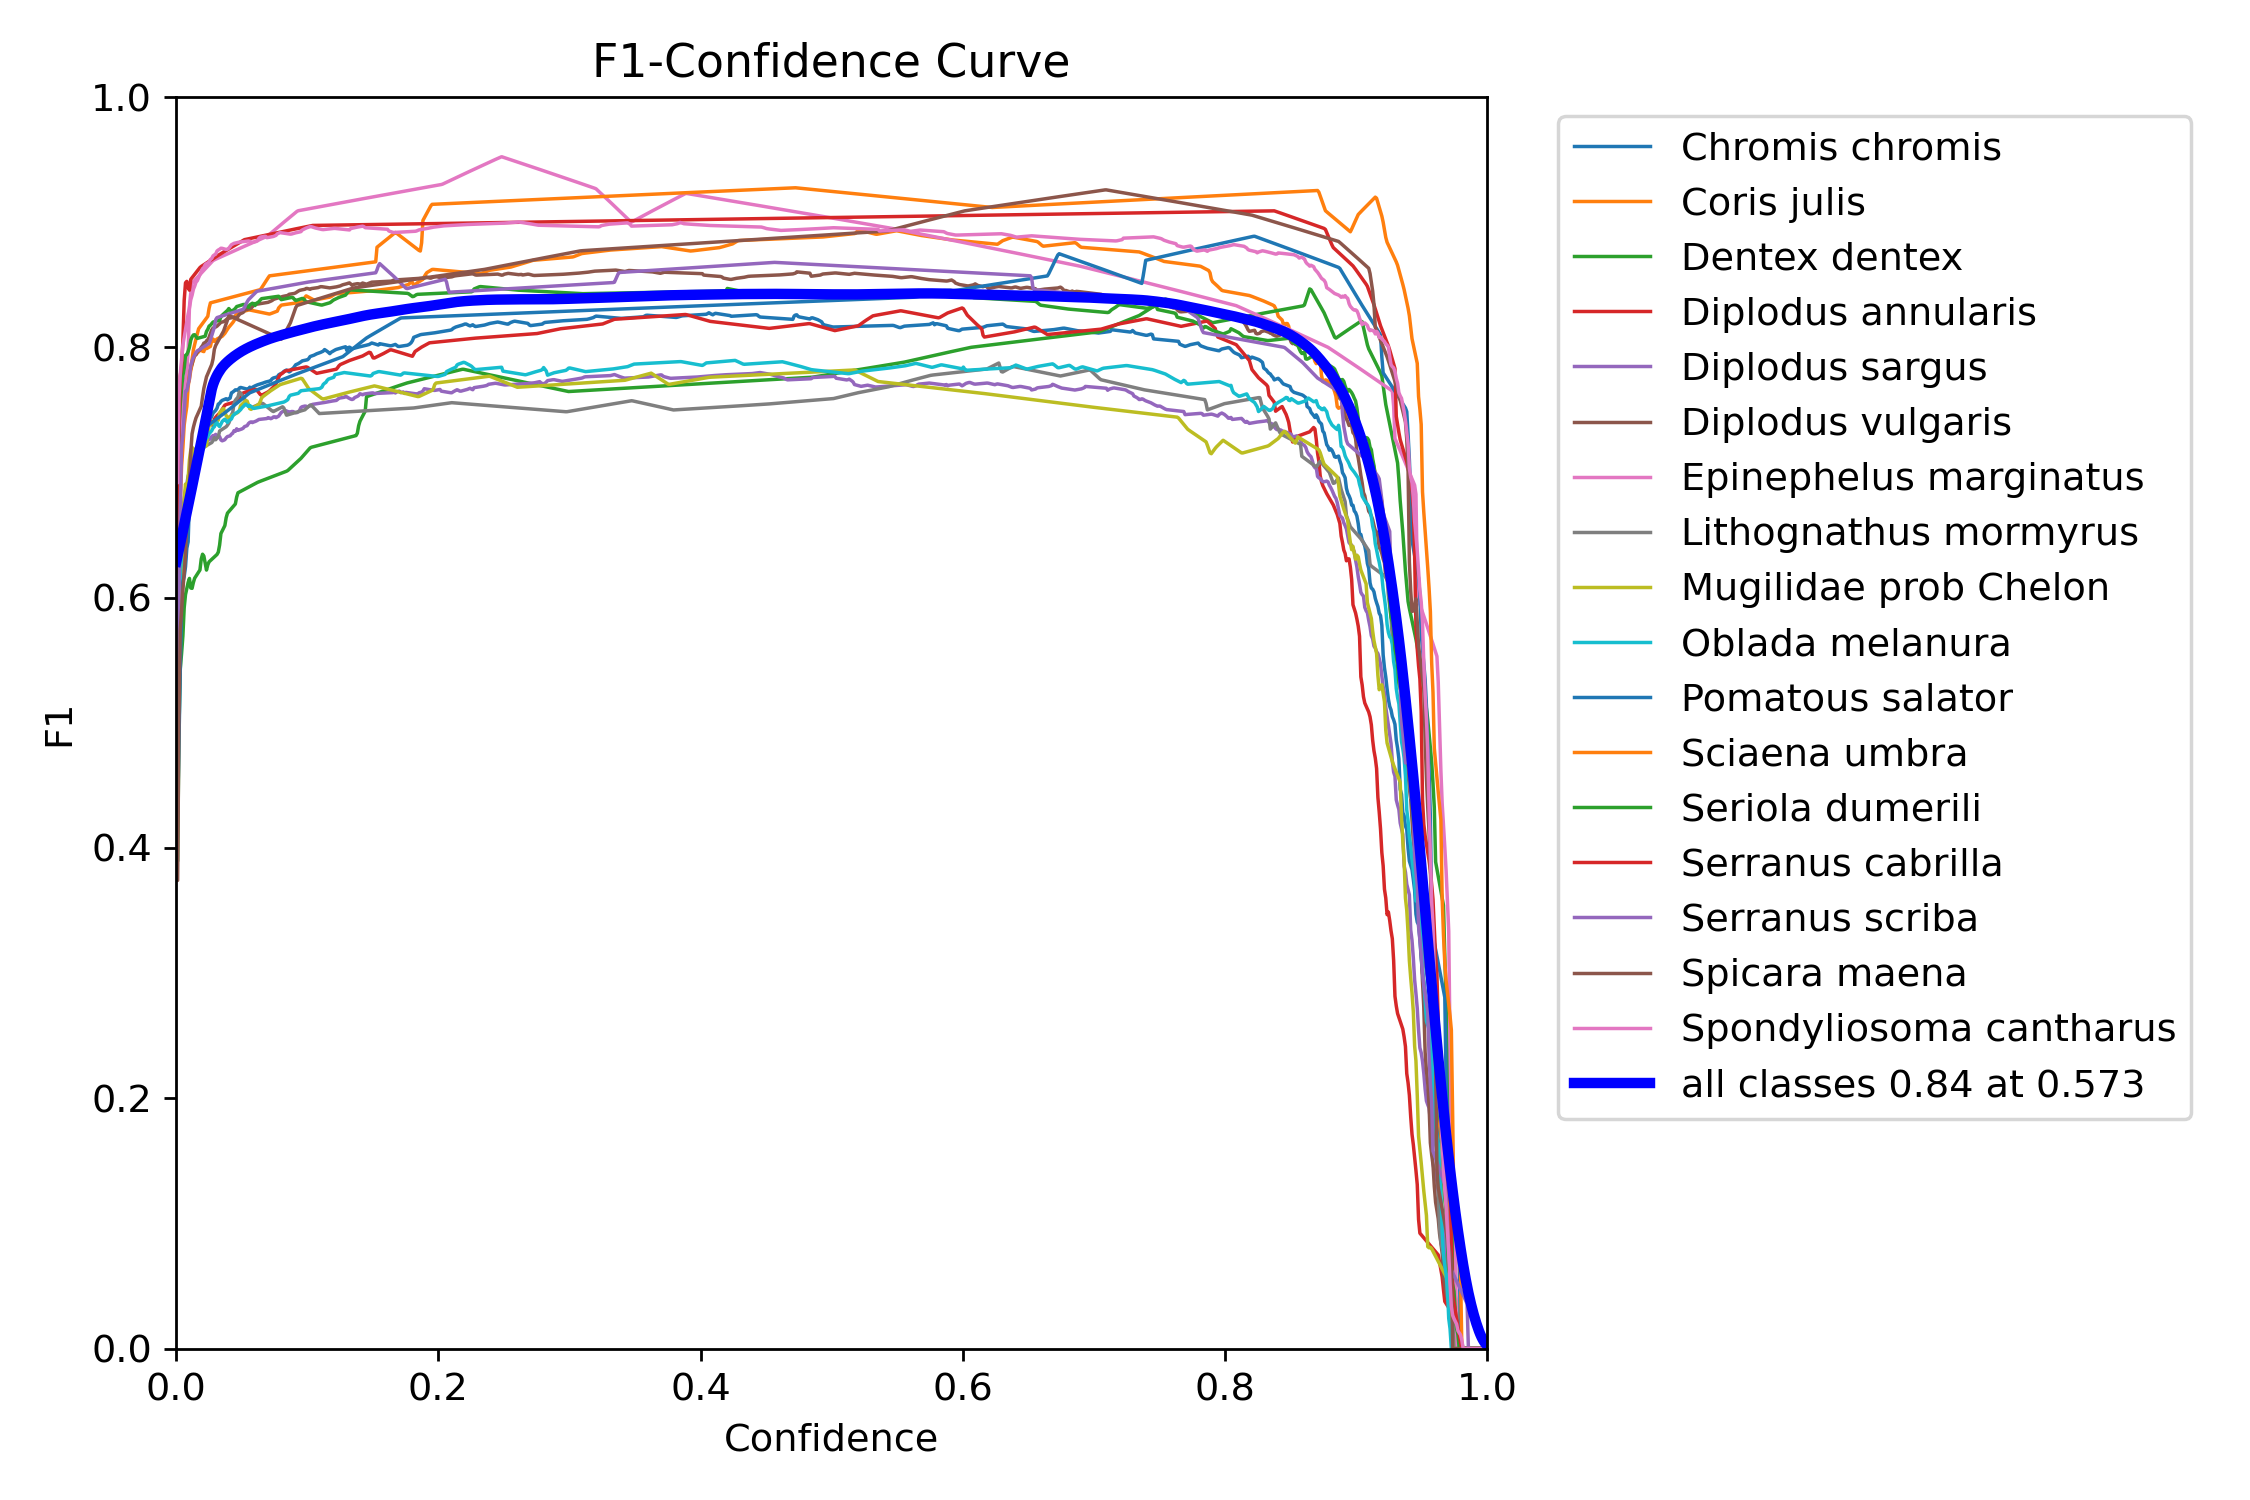 F1-Confidence Curve
1.0
0.8
0.6
0.4
0.2
0.0
F1
0.0 0.2 0.4 0.6 0.8 1.0
Confidence
Chromis chromis
Coris julis
Dentex dentex
Diplodus annularis
Diplodus sargus
Diplodus vulgaris
Epinephelus marginatus
Lithognathus mormyrus
Mugilidae prob Chelon
Oblada melanura
Pomatous salator
Sciaena umbra
Seriola dumerili
Serranus cabrilla
Serranus scriba
Spicara maena
Spondyliosoma cantharus
all classes 0.84 at 0.573